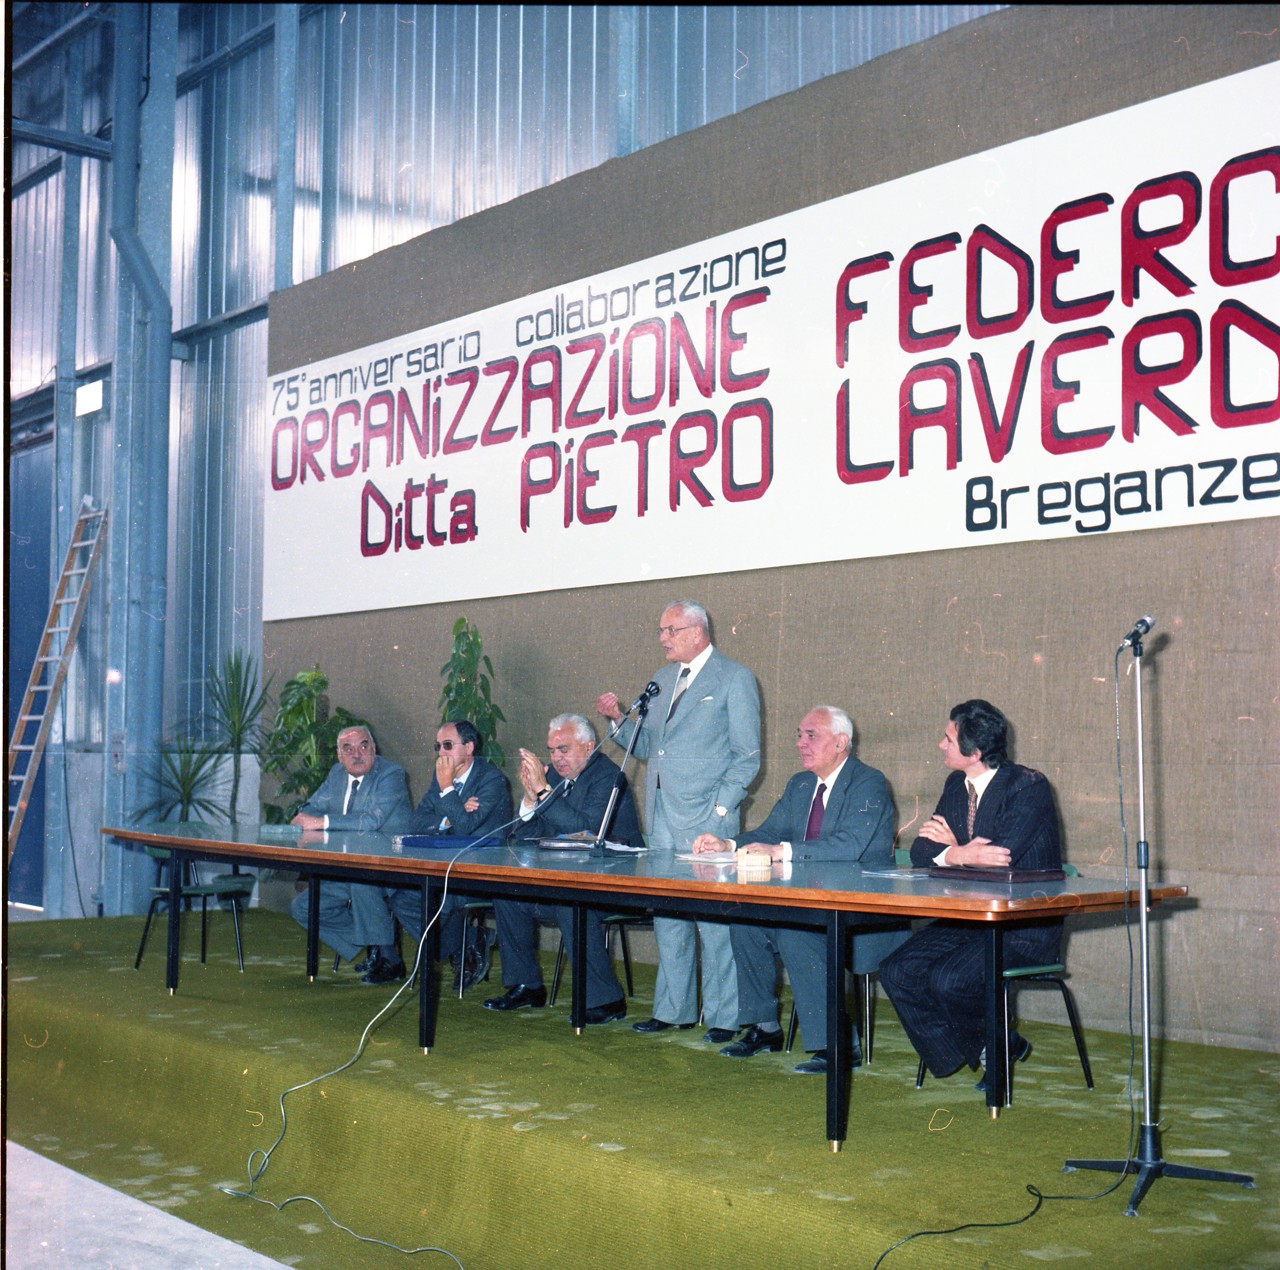 75° anniversario collaborazione
ORGANIZZAZIONE FEDERC
Ditta PIETRO LAVERD
Breganze